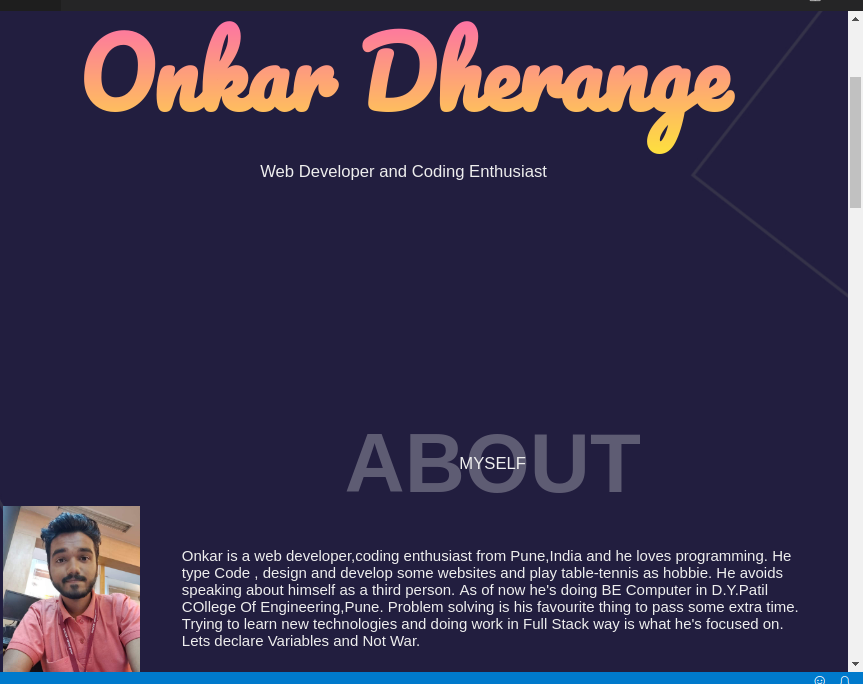 Onkar Dherange
Web Developer and Coding Enthusiast
ABOUT
MYSELF
Onkar is a web developer,coding enthusiast from Pune,India and he loves programming. He
type Code , design and develop some websites and play table-tennis as hobbie. He avoids
speaking about himself as a third person. As of now he's doing BE Computer in D.Y.Patil
COllege Of Engineering,Pune. Problem solving is his favourite thing to pass some extra time.
Trying to learn new technologies and doing work in Full Stack way is what he's focused on.
Lets declare Variables and Not War.